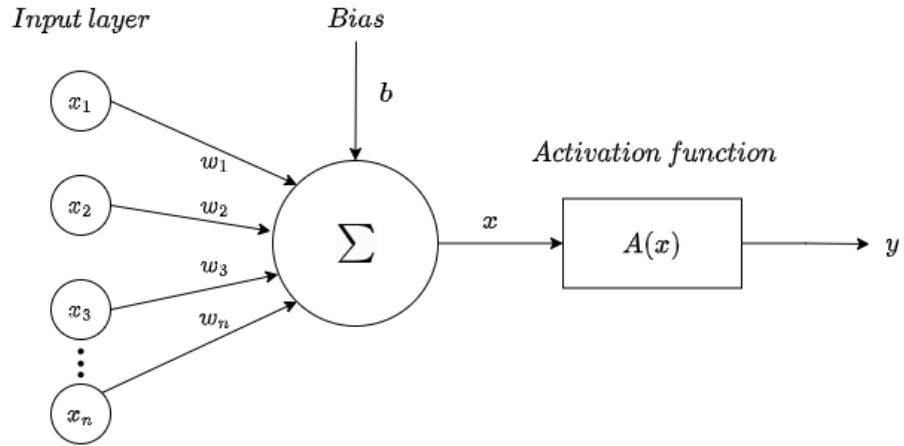 Input layer
Bias
x₁
b
w₁
Activation function
x₂
w₂
∑
x
A(x)
y
w₃
x₃
wₙ
xₙ